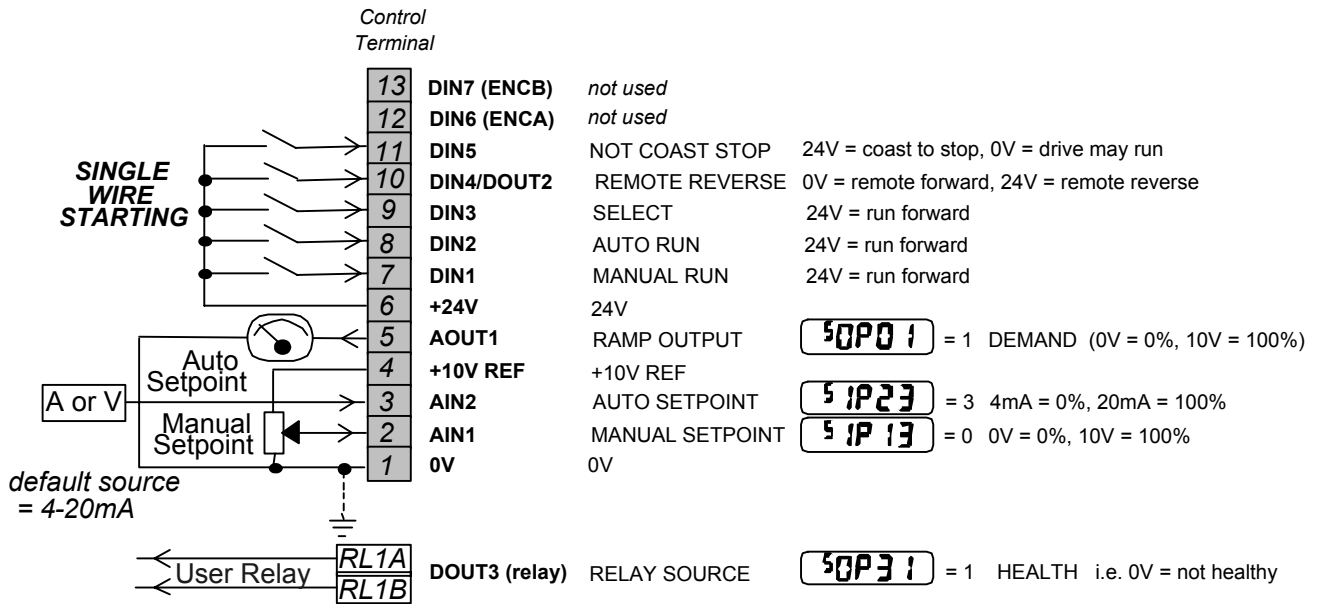 Control
Terminal
13 DIN7 (ENCB) not used
12 DIN6 (ENCA) not used
11 DIN5 NOT COAST STOP 24V = coast to stop, 0V = drive may run
SINGLE
WIRE
STARTING
10 DIN4/DOUT2 REMOTE REVERSE 0V = remote forward, 24V = remote reverse
9 DIN3 SELECT 24V = run forward
8 DIN2 AUTO RUN 24V = run forward
7 DIN1 MANUAL RUN 24V = run forward
6 +24V 24V
5 AOUT1 RAMP OUTPUT SOP01 = 1 DEMAND (0V = 0%, 10V = 100%)
Auto
Setpoint
4 +10V REF +10V REF
A or V
3 AIN2 AUTO SETPOINT SIP23 = 3 4mA = 0%, 20mA = 100%
Manual
Setpoint
2 AIN1 MANUAL SETPOINT SIP13 = 0 0V = 0%, 10V = 100%
1 0V 0V
default source
= 4-20mA
User Relay
RL1A
RL1B
DOUT3 (relay) RELAY SOURCE SOP31 = 1 HEALTH i.e. 0V = not healthy